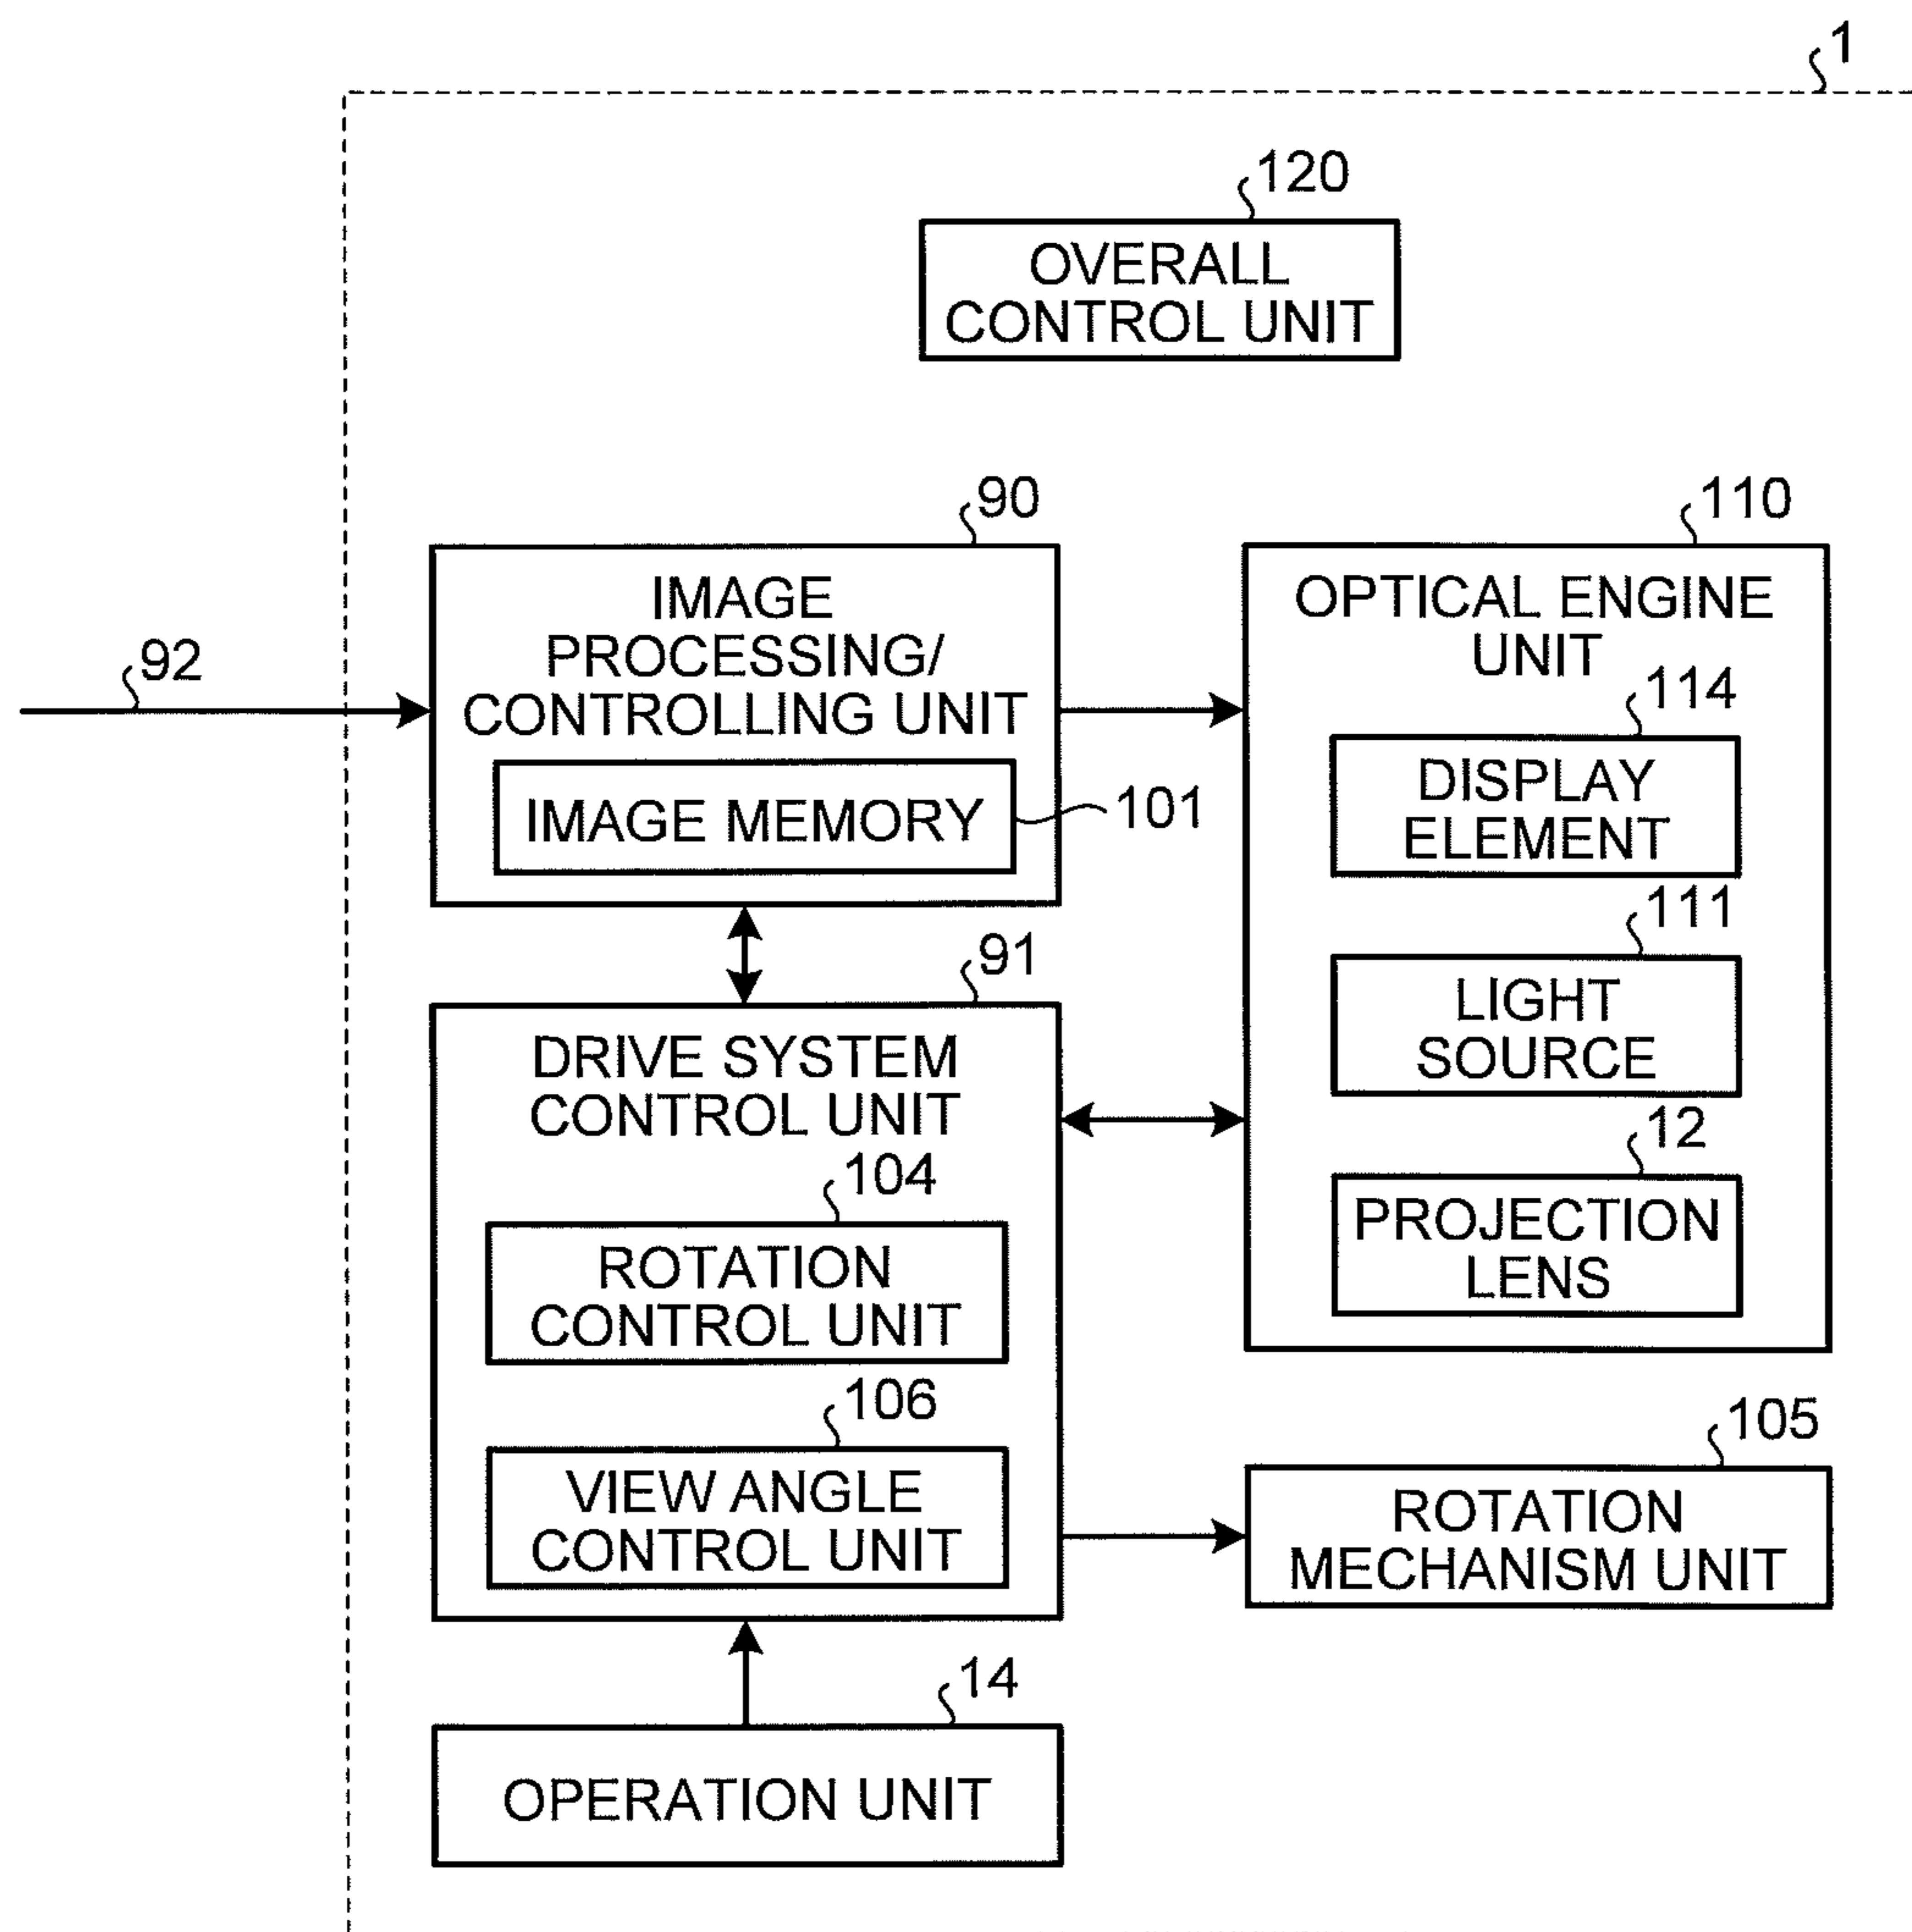 1
120
OVERALL
CONTROL UNIT
90
IMAGE
PROCESSING/
CONTROLLING UNIT
92
IMAGE MEMORY
101
110
OPTICAL ENGINE
UNIT
114
DISPLAY
ELEMENT
111
LIGHT
SOURCE
12
PROJECTION
LENS
91
DRIVE SYSTEM
CONTROL UNIT
104
ROTATION
CONTROL UNIT
106
VIEW ANGLE
CONTROL UNIT
105
ROTATION
MECHANISM UNIT
14
OPERATION UNIT